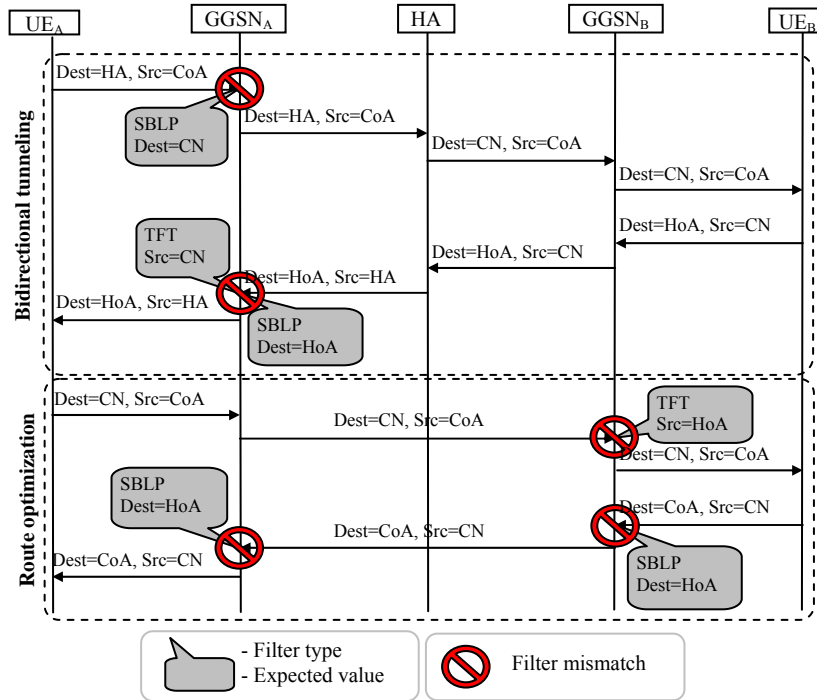 UEA GGSNA HA GGSNB UEB
Bidirectional tunneling
Dest=HA, Src=CoA
SBLP
Dest=CN
Dest=HA, Src=CoA
Dest=CN, Src=CoA
Dest=CN, Src=CoA
Dest=HoA, Src=CN
Dest=HoA, Src=CN
TFT
Src=CN
Dest=HoA, Src=HA
Dest=HoA, Src=HA
SBLP
Dest=HoA
Route optimization
Dest=CN, Src=CoA
Dest=CN, Src=CoA
TFT
Src=HoA
Dest=CN, Src=CoA
SBLP
Dest=HoA
Dest=CoA, Src=CN
Dest=CoA, Src=CN
Dest=CoA, Src=CN
SBLP
Dest=HoA
- Filter type
- Expected value
Filter mismatch